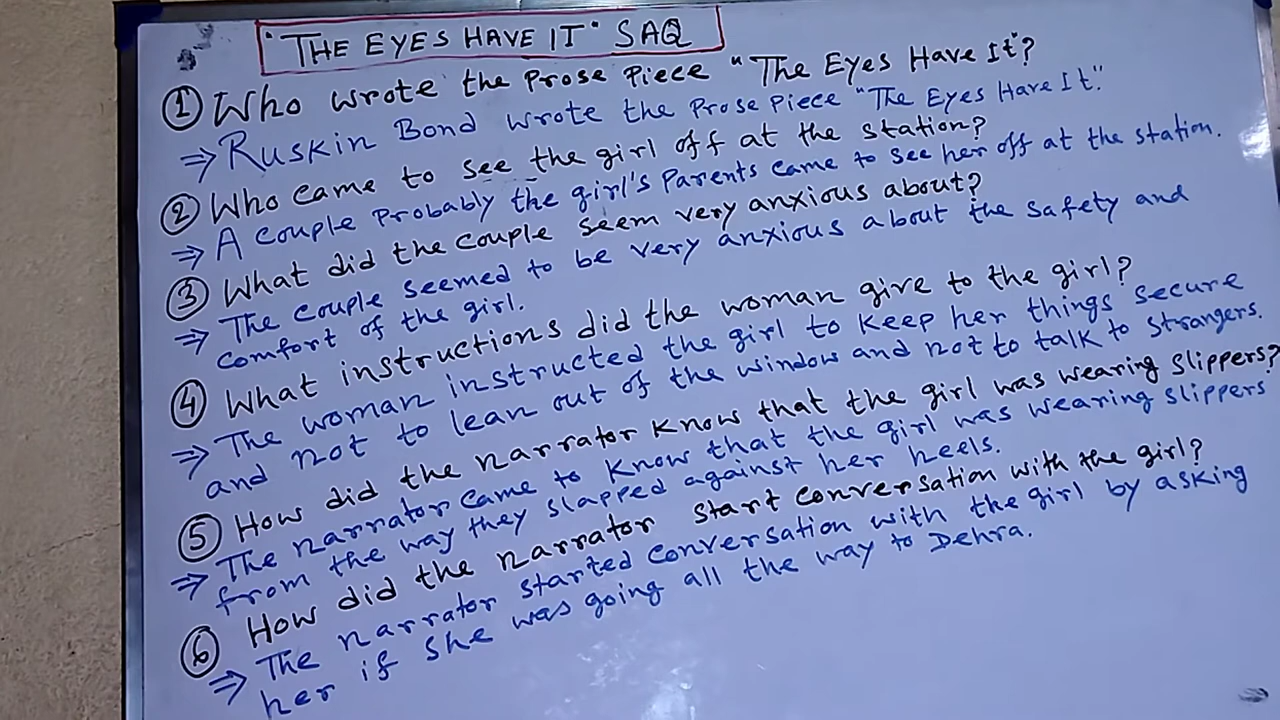 "THE EYES HAVE IT" SAQ
① Who wrote the Prose Piece "The Eyes Have It"?
⇒ Ruskin Bond wrote the Prose Piece "The Eyes Have It".
② Who came to see the girl off at the station?
⇒ A couple Probably the girl's Parents came to see her off at the station.
③ What did the couple seem very anxious about?
⇒ The couple seemed to be very anxious about the safety and
comfort of the girl.
④ What instructions did the woman give to the girl?
⇒ The woman instructed the girl to keep her things secure
and not to lean out of the window and not to talk to strangers.
⑤ How did the narrator know that the girl was wearing slippers?
⇒ The narrator came to know that the girl was wearing slippers
from the way they slapped against her heels.
⑥ How did the narrator start conversation with the girl?
⇒ The narrator started conversation with the girl by asking
her if she was going all the way to Dehra.